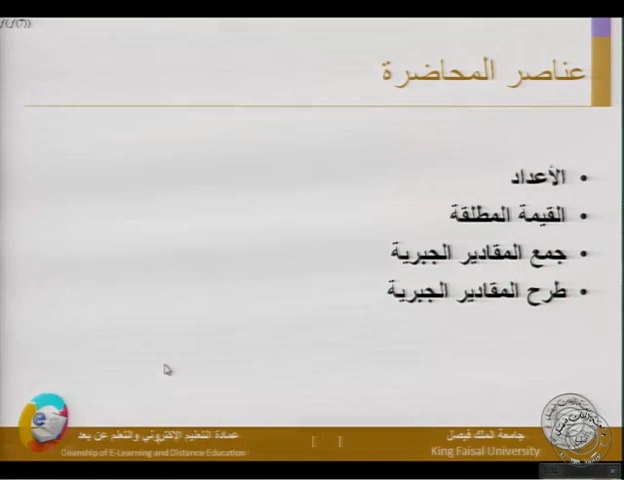 عناصر المحاضرة
• الأعداد
• القيمة المطلقة
• جمع المقادير الجبرية
• طرح المقادير الجبرية
جامعة الملك فيصل
King Faisal University
[ ]
عمادة التعليم الإكتروني والتعلم عن بعد
Deanship of E-Learning and Distance Education